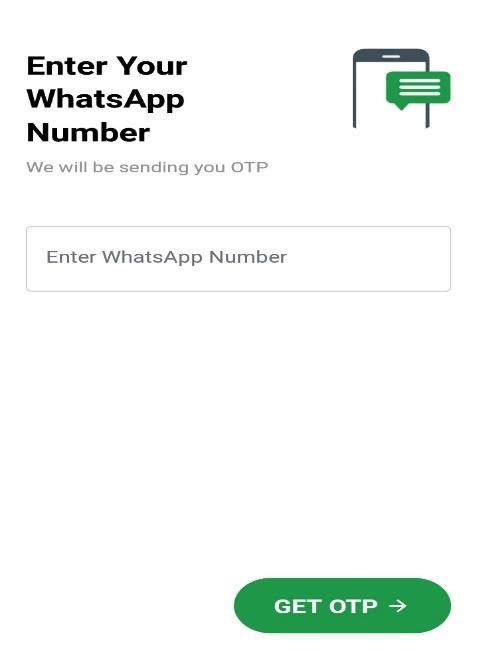 Enter Your
WhatsApp
Number
We will be sending you OTP
Enter WhatsApp Number
GET OTP →